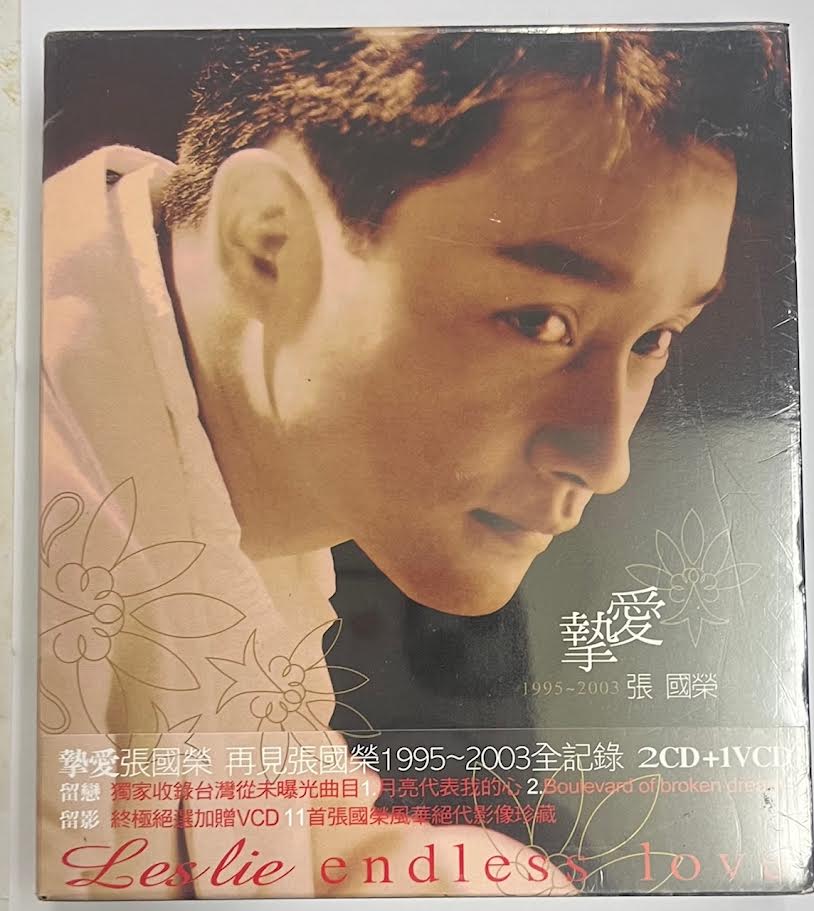 摯愛
1995~2003 張 國榮
摯愛張國榮 再見張國榮1995~2003全記錄 2CD+1VCD
留戀 獨家收錄台灣從未曝光曲目1.月亮代表我的心 2.Boulevard of broken dreams
留影 終極絕選加贈VCD 11首張國榮風華絕代影像珍藏
Leslie endless love